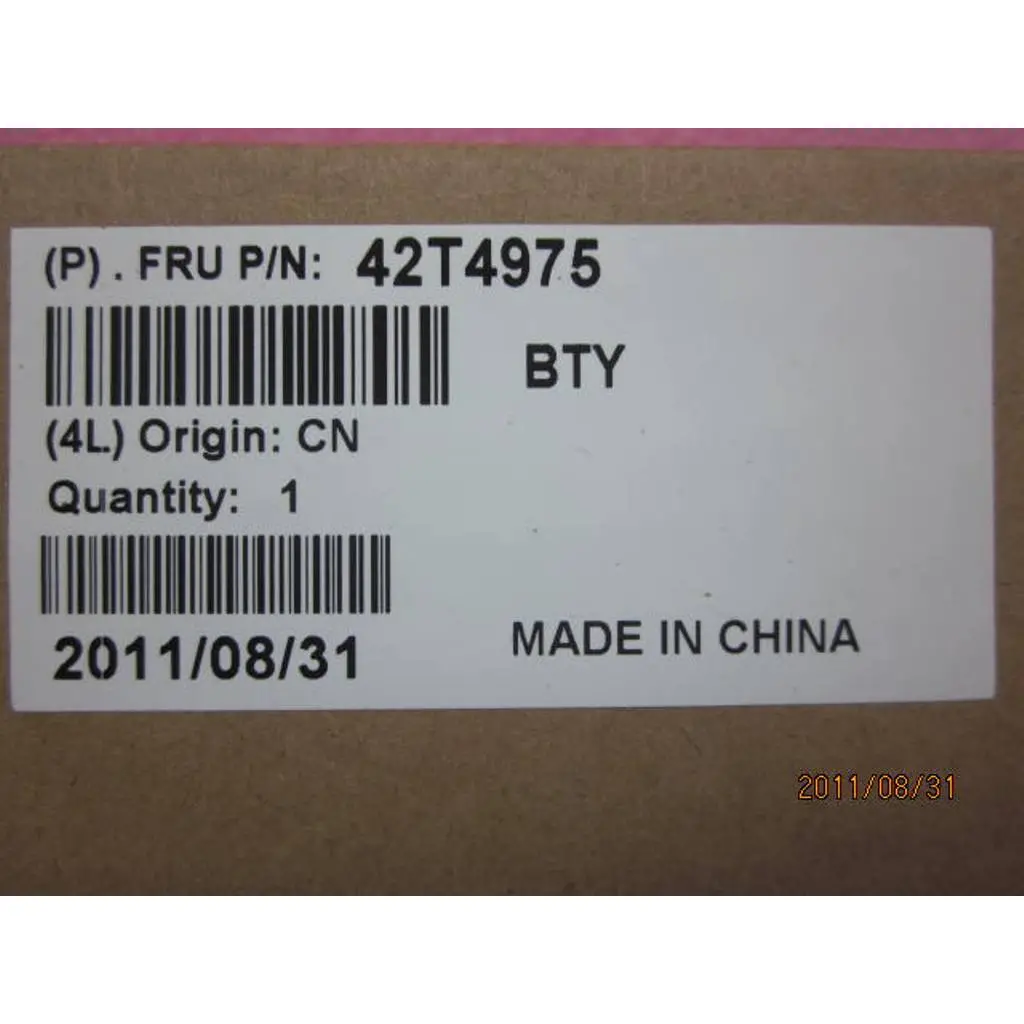 (P) . FRU P/N: 42T4975
BTY
(4L) Origin: CN
Quantity: 1
2011/08/31
MADE IN CHINA
2011/08/31